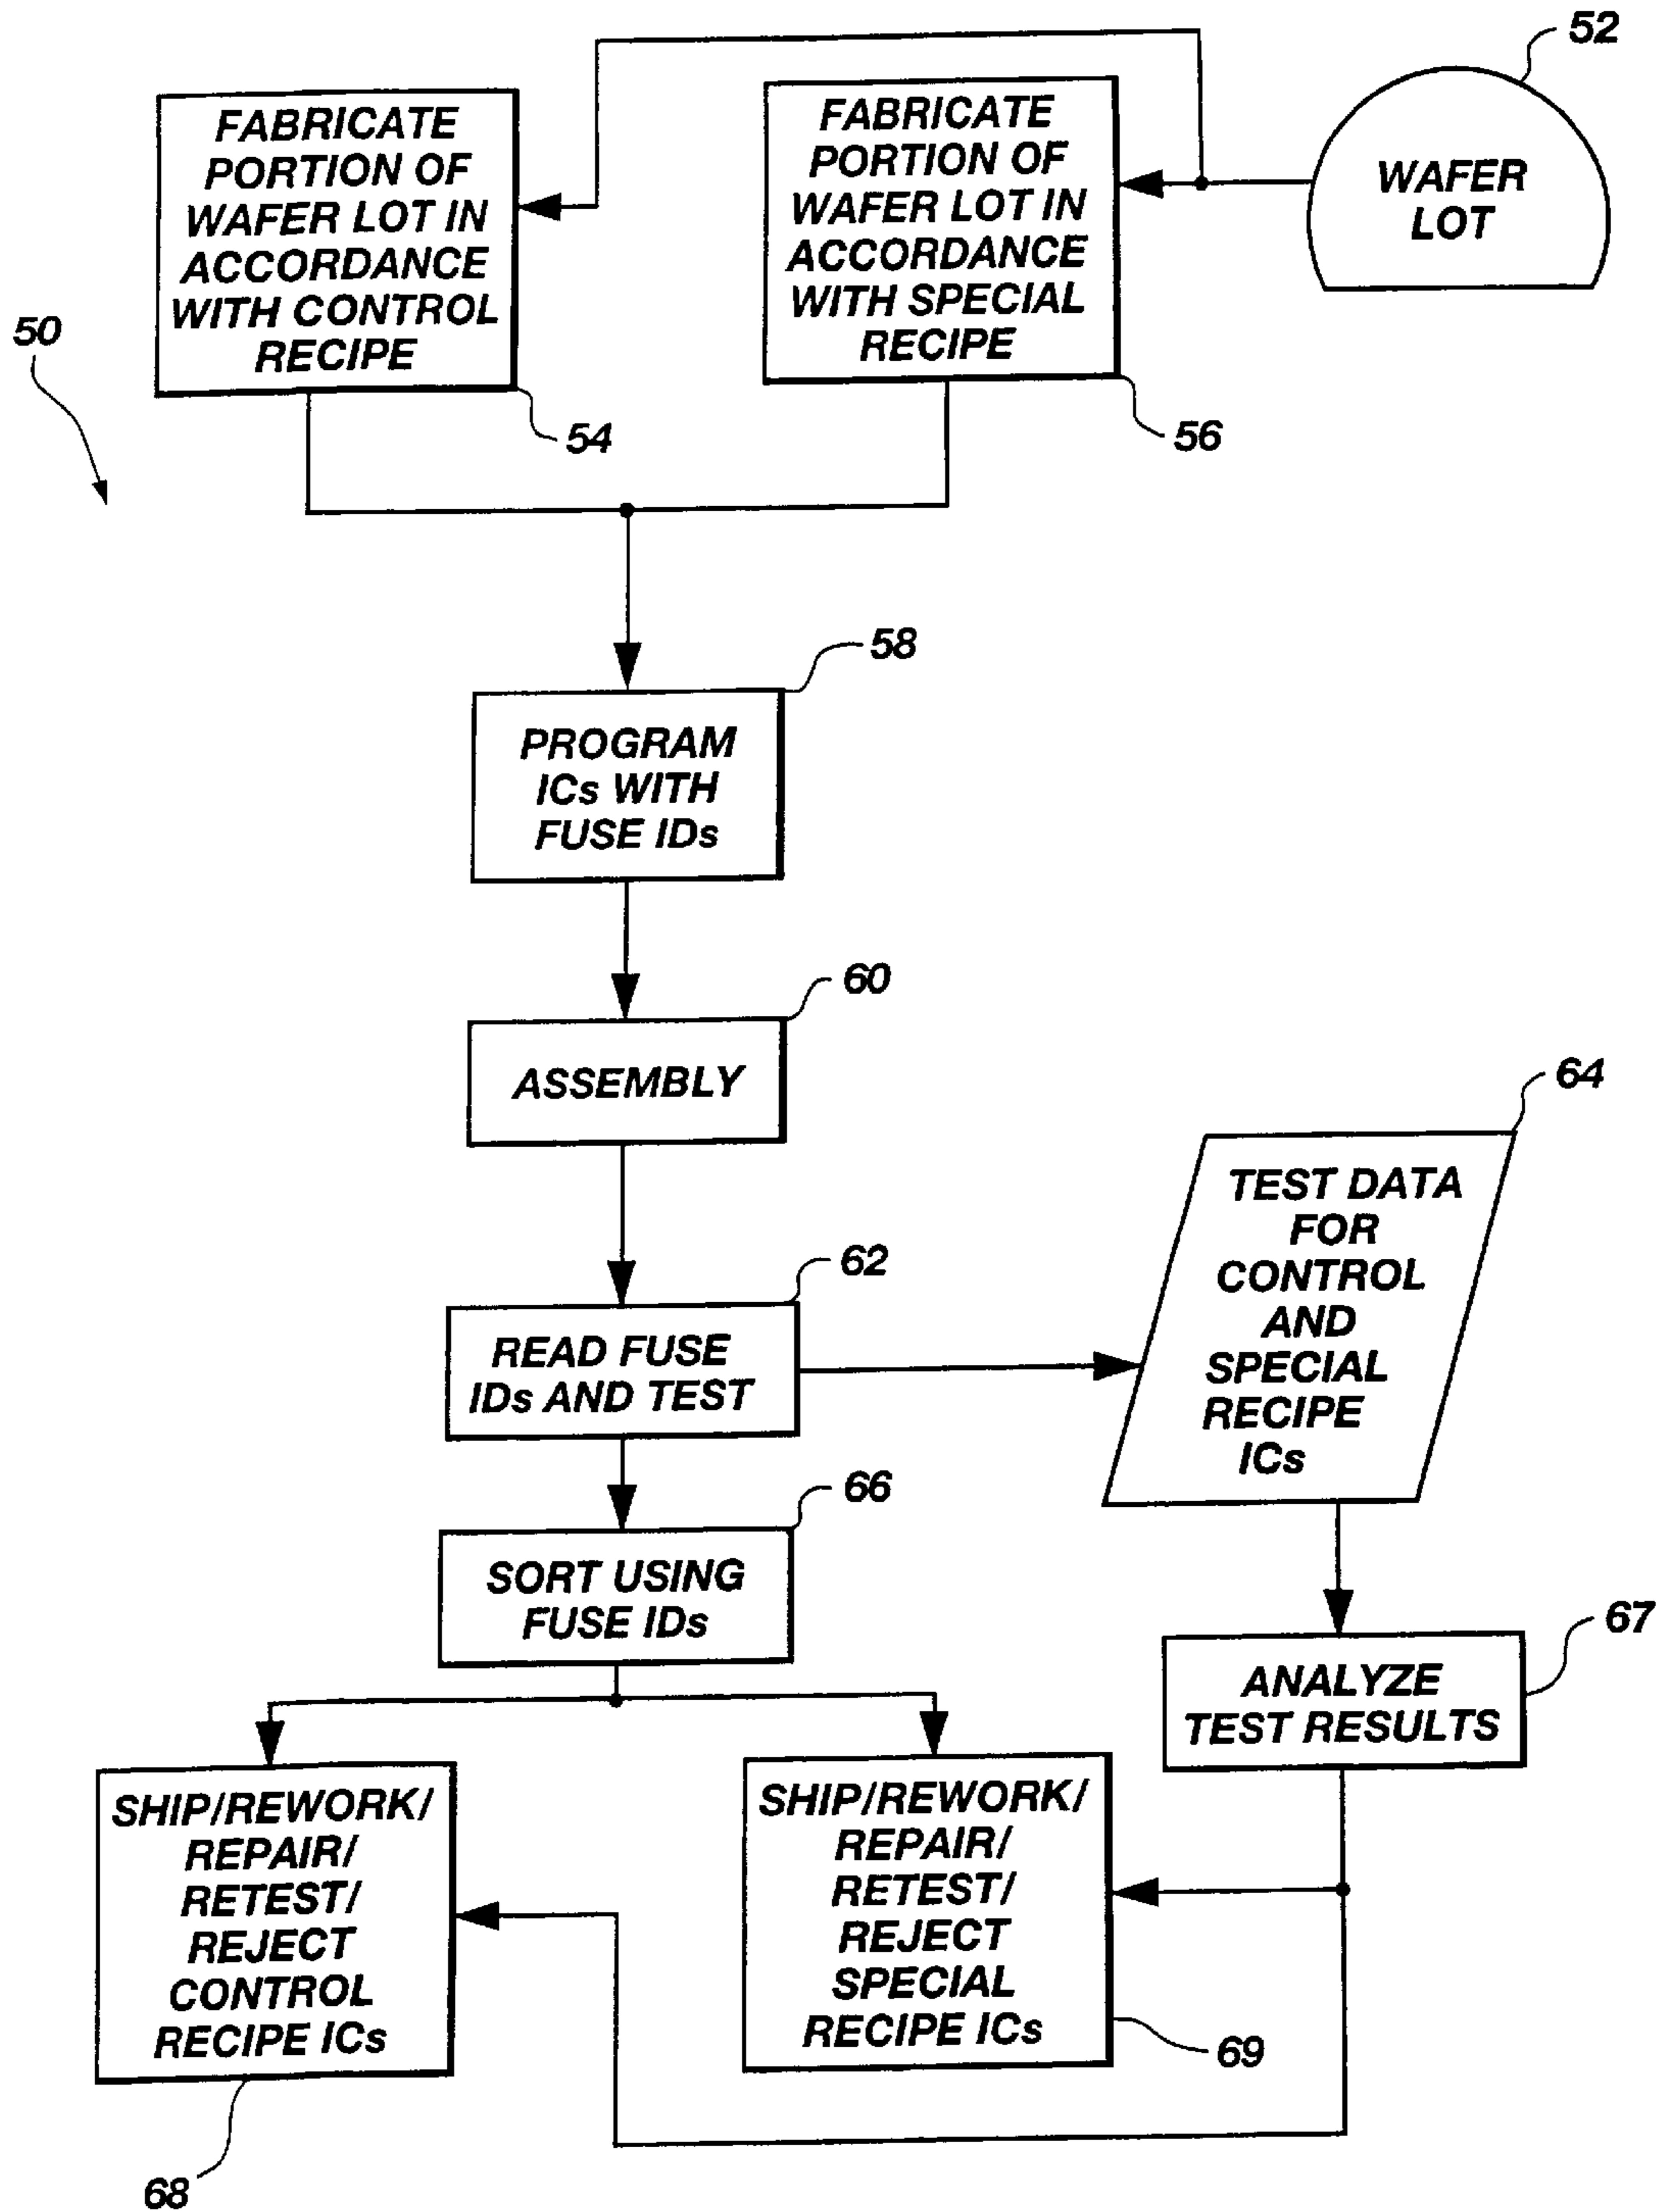 52
WAFER
LOT
FABRICATE
PORTION OF
WAFER LOT IN
ACCORDANCE
WITH CONTROL
RECIPE
54
FABRICATE
PORTION OF
WAFER LOT IN
ACCORDANCE
WITH SPECIAL
RECIPE
56
50
58
PROGRAM
ICs WITH
FUSE IDs
60
ASSEMBLY
62
READ FUSE
IDs AND TEST
64
TEST DATA
FOR
CONTROL
AND
SPECIAL
RECIPE
ICs
66
SORT USING
FUSE IDs
67
ANALYZE
TEST RESULTS
SHIP/REWORK/
REPAIR/
RETEST/
REJECT
CONTROL
RECIPE ICs
68
SHIP/REWORK/
REPAIR/
RETEST/
REJECT
SPECIAL
RECIPE ICs
69